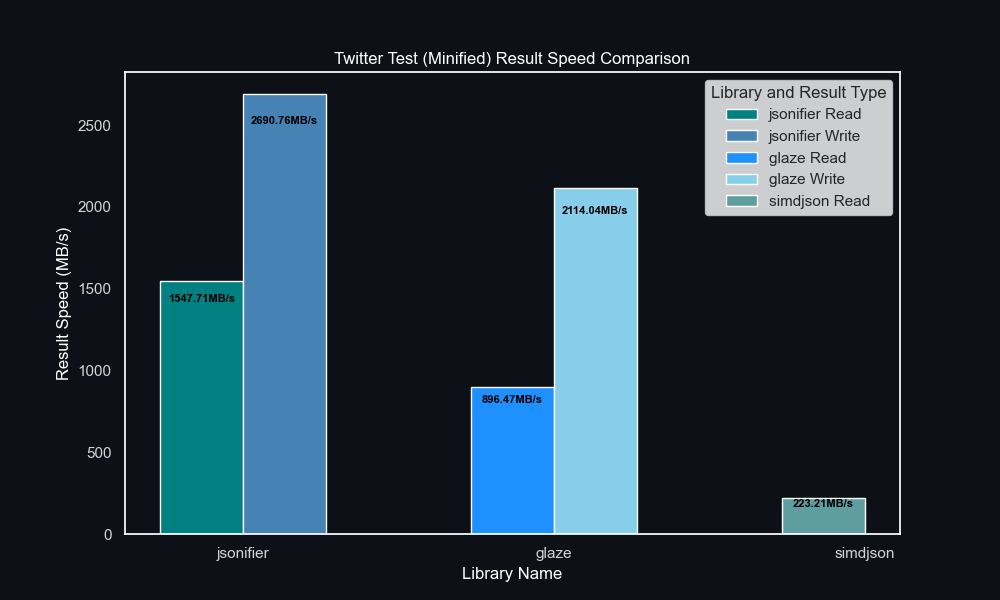 Twitter Test (Minified) Result Speed Comparison
Library and Result Type
jsonifier Read
jsonifier Write
glaze Read
glaze Write
simdjson Read
Result Speed (MB/s)
2500
2000
1500
1000
500
0
1547.71MB/s
2690.76MB/s
896.47MB/s
2114.04MB/s
223.21MB/s
jsonifier
glaze
simdjson
Library Name